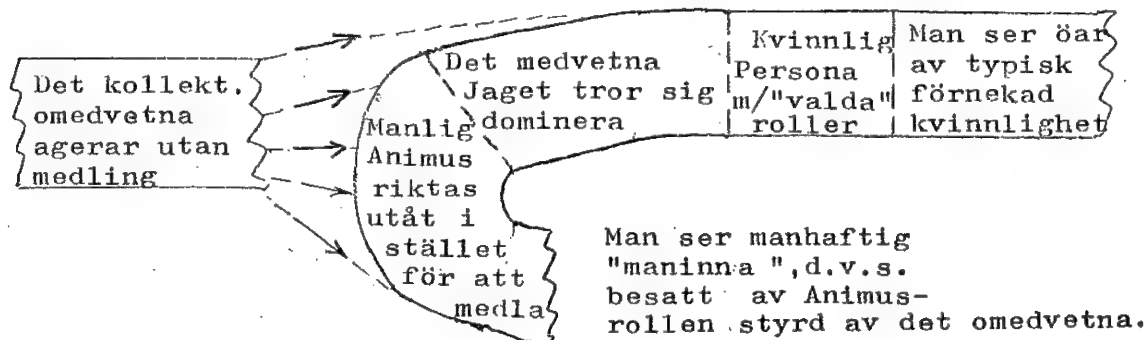 Det kollekt.
omedvetna
agerar utan
medling
Manlig
Animus
riktas
utåt i
stället
för att
medla
Det medvetna
Jaget tror sig
dominera
Kvinnlig
Persona
m/"valda"
roller
Man ser öar
av typisk
förnekad
kvinnlighet
Man ser manhaftig
"maninna ",d.v.s.
besatt av Animus-
rollen styrd av det omedvetna.